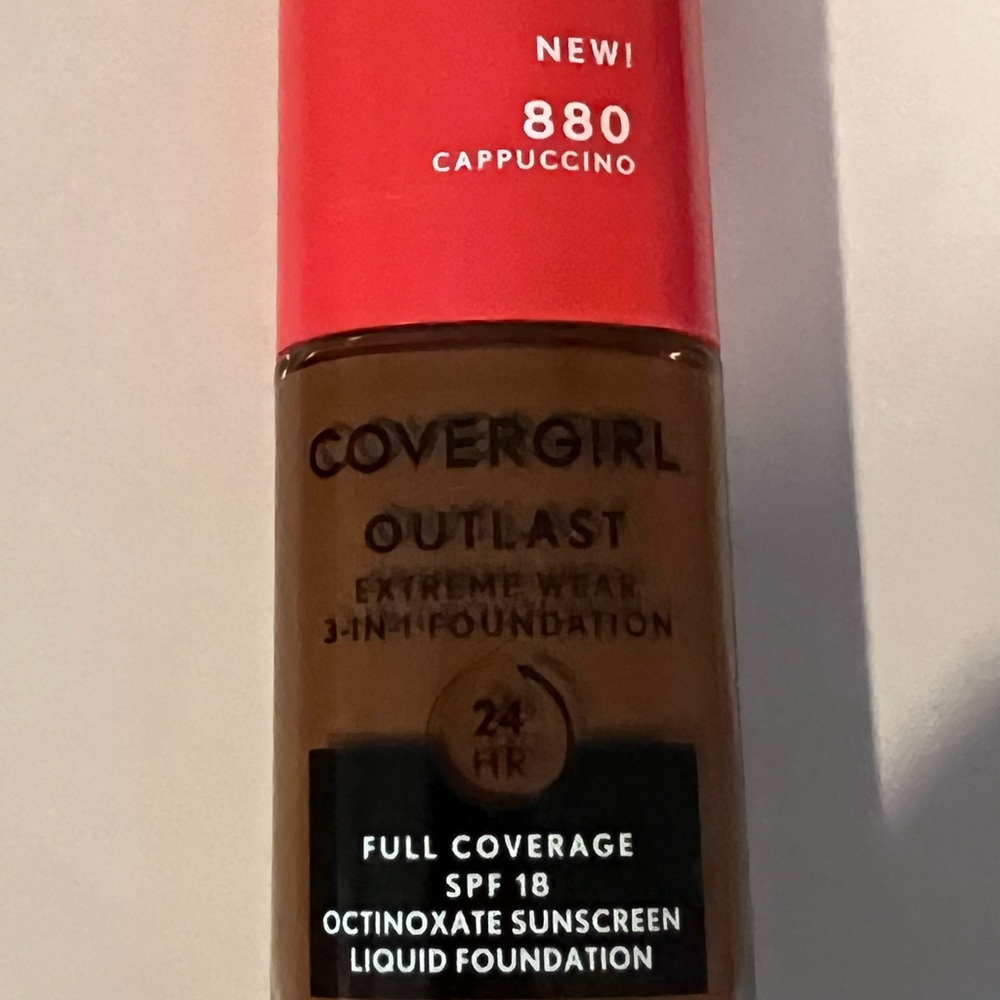 NEW!
880
CAPPUCCINO
COVERGIRL
OUTLAST
EXTREME WEAR
3-IN-1 FOUNDATION
24
HR
FULL COVERAGE
SPF 18
OCTINOXATE SUNSCREEN
LIQUID FOUNDATION